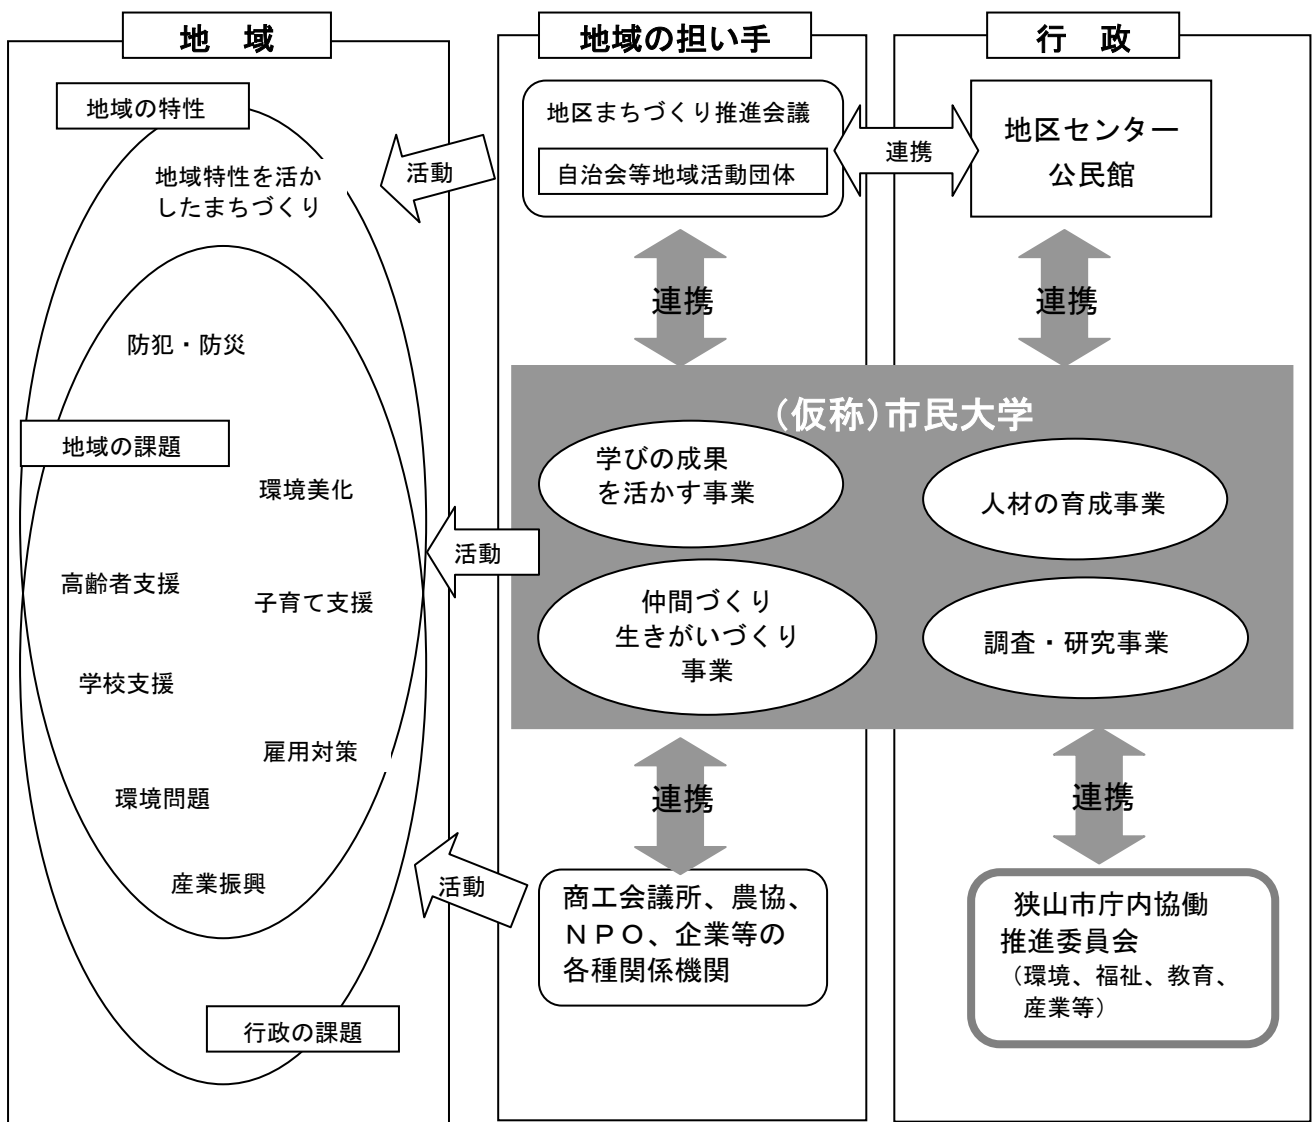 地　域
地域の特性
地域特性を活か
したまちづくり
防犯・防災
地域の課題
環境美化
高齢者支援
子育て支援
学校支援
雇用対策
環境問題
産業振興
行政の課題
活動
活動
活動
地域の担い手
地区まちづくり推進会議
自治会等地域活動団体
連携
連携
(仮称)市民大学
学びの成果
を活かす事業
仲間づくり
生きがいづくり
事業
人材の育成事業
調査・研究事業
連携
商工会議所、農協、
ＮＰＯ、企業等の
各種関係機関
行　政
地区センター
公民館
連携
連携
狭山市庁内協働
推進委員会
（環境、福祉、教育、
産業等）